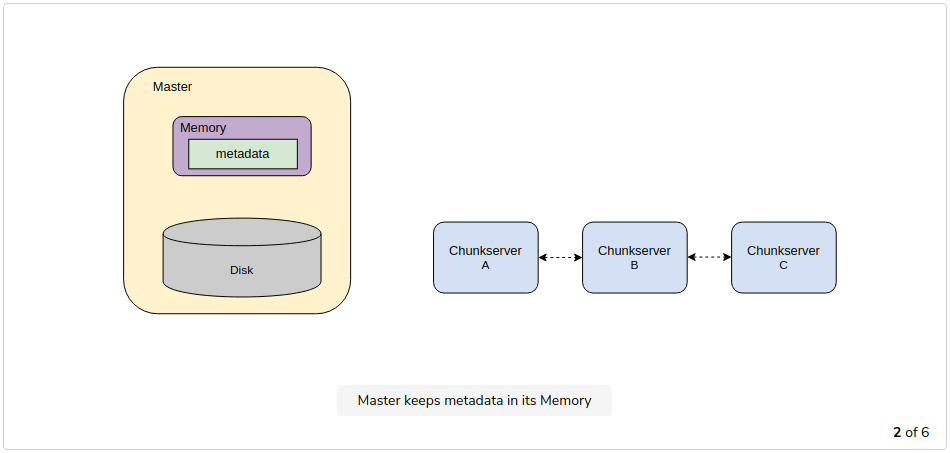 Master
Memory
metadata
Disk
Chunkserver
A
Chunkserver
B
Chunkserver
C
Master keeps metadata in its Memory
2 of 6